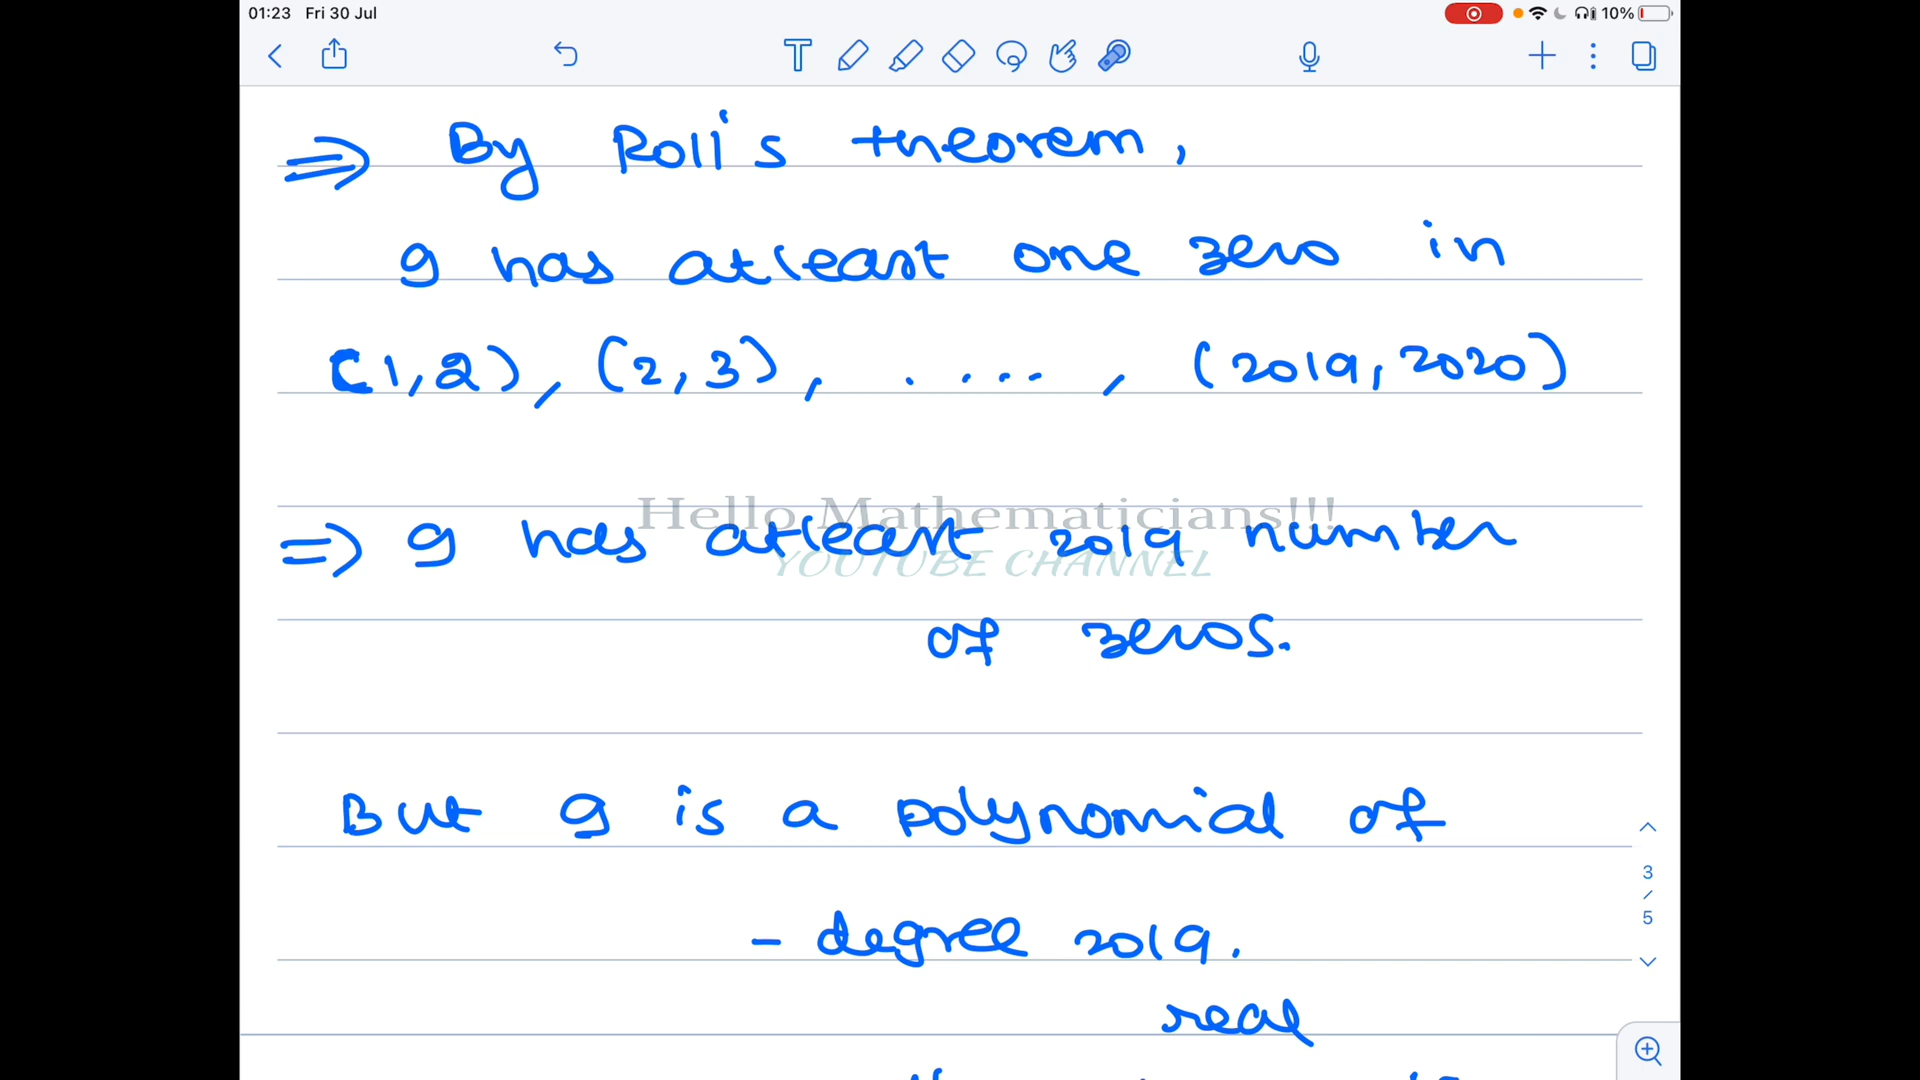 01:23 Fri 30 Jul 10%
⇒ By Roll's theorem,
g has atleast one zero in
(1,2), (2,3), ....., (2019, 2020)
Hello Mathematicians!!!
⇒ g has atleast 2019 number
YOUTUBE CHANNEL
of zeros.
But g is a polynomial of
3
/
5
- degree 2019.
real